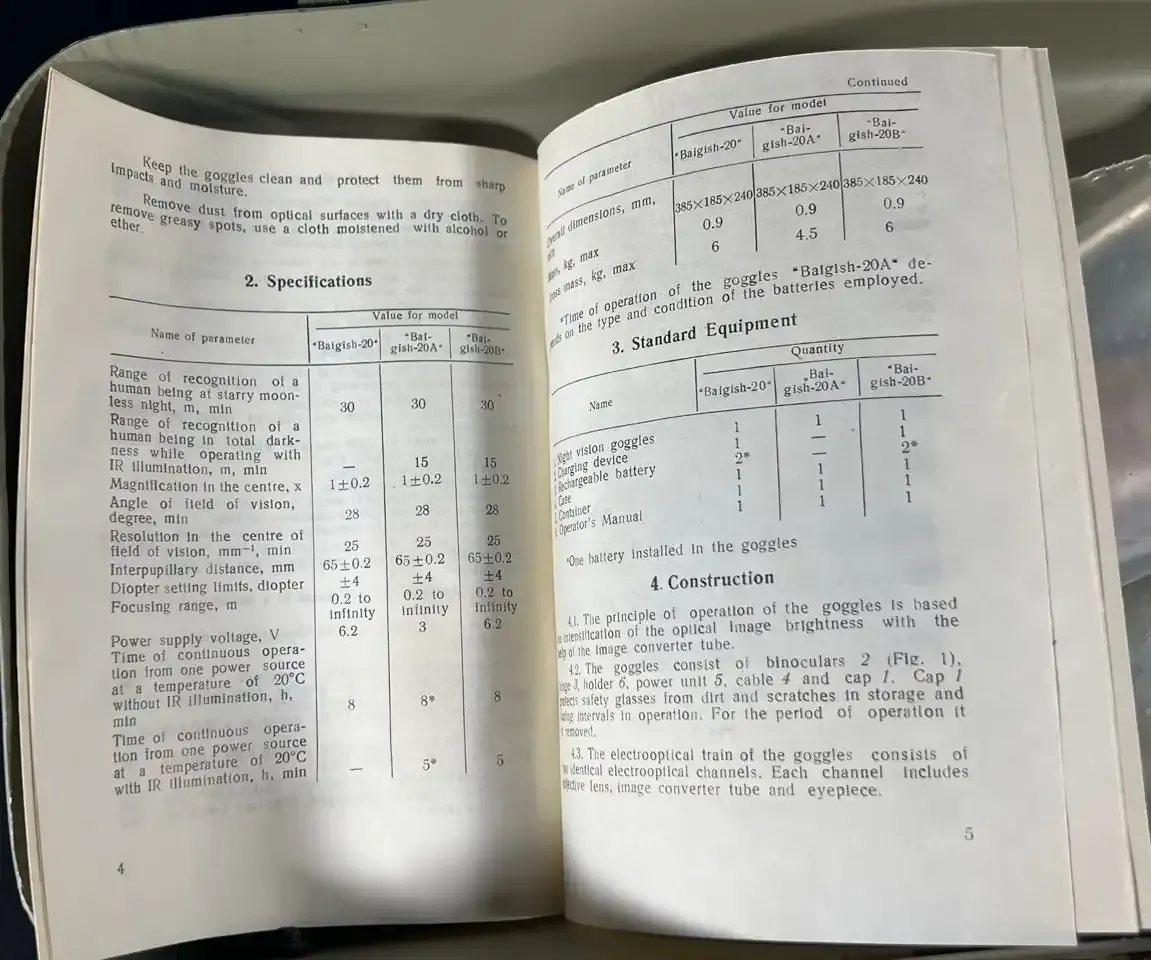 Keep the goggles clean and protect them from sharp
impacts and moisture.
Remove dust from optical surfaces with a dry cloth. To
remove greasy spots, use a cloth moistened with alcohol or
ether.
2. Specifications
Name of parameter
Value for model
"Baigish-20"
"Bai-
gish-20A"
"Bai-
gish-20B"
Range of recognition of a
human being at starry moon-
less night, m, min 30 30 30
Range of recognition of a
human being in total dark-
ness while operating with
IR illumination, m, min — 15 15
Magnification in the centre, x 1±0.2 1±0.2 1±0.2
Angle of field of vision,
degree, min 28 28 28
Resolution in the centre of
field of vision, mm⁻¹, min 25 25 25
Interpupillary distance, mm 65±0.2 65±0.2 65±0.2
Diopter setting limits, diopter ±4 ±4 ±4
Focusing range, m 0.2 to 0.2 to 0.2 to
infinity infinity infinity
Power supply voltage, V 6.2 3 6.2
Time of continuous opera-
tion from one power source
at a temperature of 20°C
without IR illumination, h,
min 8 8* 8
Time of continuous opera-
tion from one power source
at a temperature of 20°C
with IR illumination, h, min — 5* 5
4
Continued
Name of parameter
Value for model
"Baigish-20"
"Bai-
gish-20A"
"Bai-
gish-20B"
Overall dimensions, mm, 385×185×240 385×185×240 385×185×240
min
Mass, kg, max 0.9 0.9 0.9
mass, kg, max 6 4.5 6
*Time of operation of the goggles "Baigish-20A" de-
on the type and condition of the batteries employed.
3. Standard Equipment
Name
Quantity
"Baigish-20"
"Bai-
gish-20A"
"Bai-
gish-20B"
Night vision goggles 1 1 1
Charging device 1 — 1
Rechargeable battery 2* — 2*
Case 1 1 1
Container 1 1 1
Operator's Manual 1 1 1
*One battery installed in the goggles
4. Construction
4.1. The principle of operation of the goggles is based
intensification of the optical image brightness with the
of the image converter tube.
4.2. The goggles consist of binoculars 2 (Fig. 1),
3, holder 6, power unit 5, cable 4 and cap 1. Cap 1
safety glasses from dirt and scratches in storage and
intervals in operation. For the period of operation it
removed.
4.3. The electrooptical train of the goggles consists of
identical electrooptical channels. Each channel includes
lens, image converter tube and eyepiece.
5